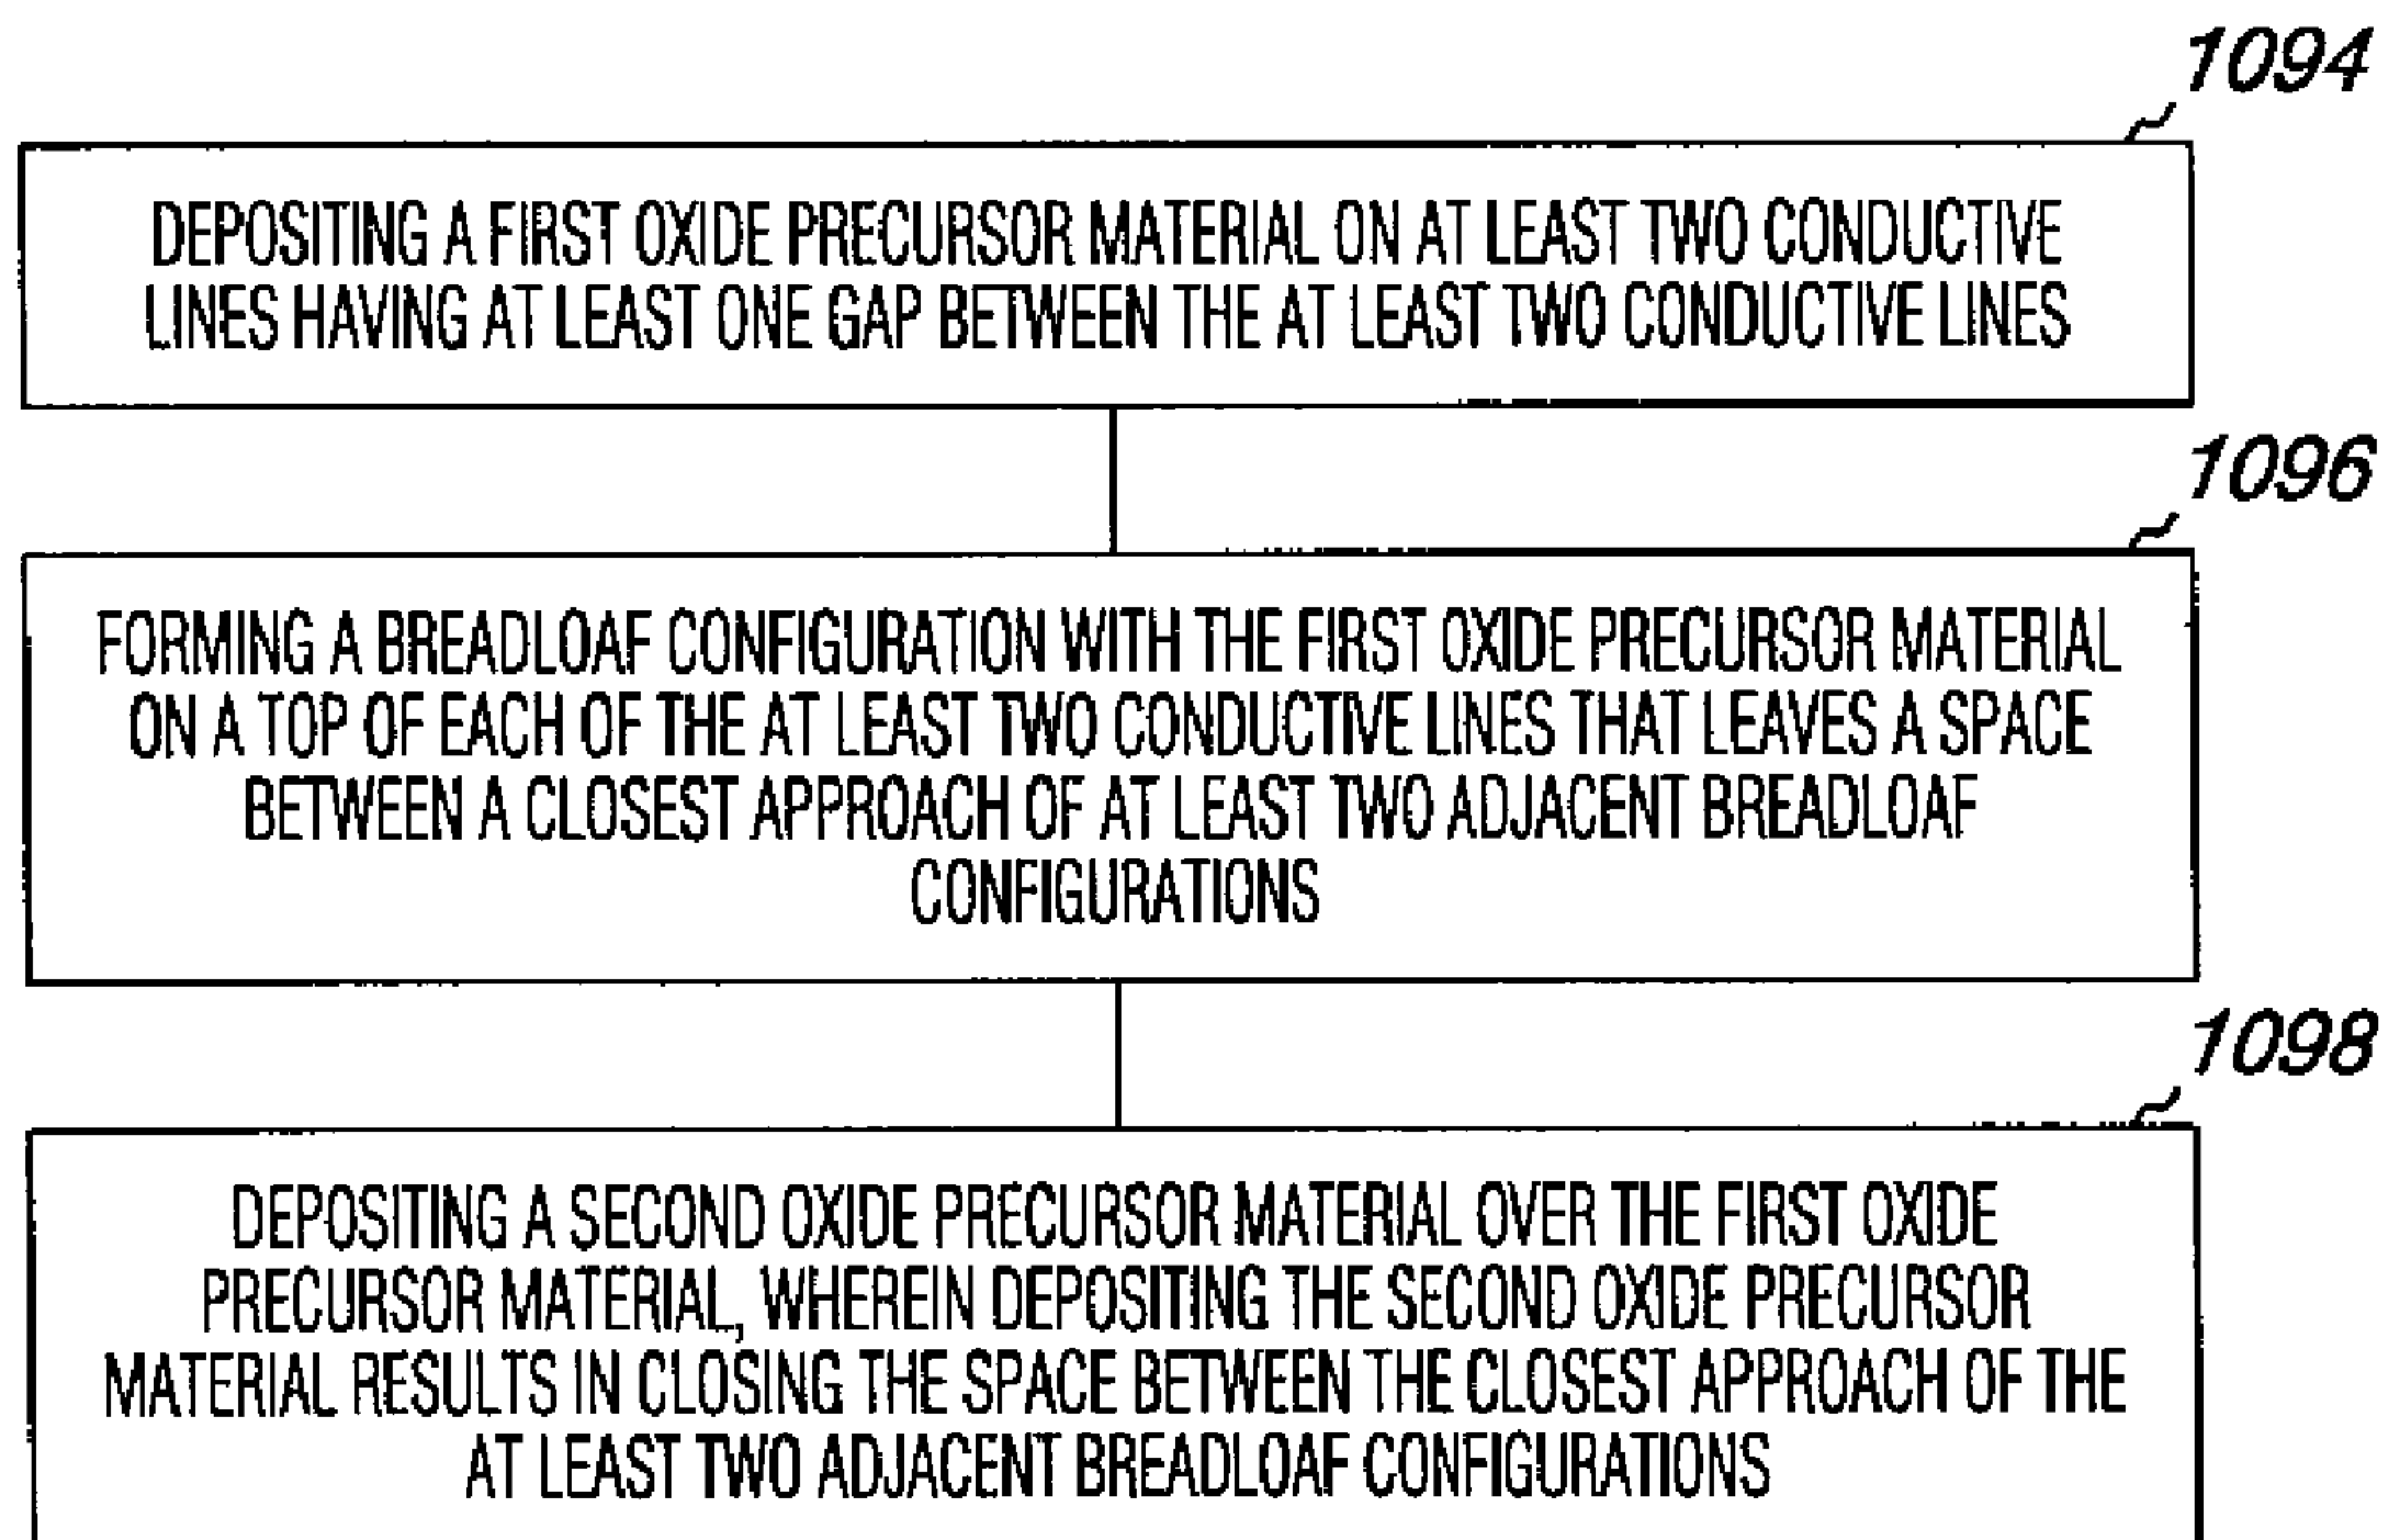 1094
DEPOSITING A FIRST OXIDE PRECURSOR MATERIAL ON AT LEAST TWO CONDUCTIVE
LINES HAVING AT LEAST ONE GAP BETWEEN THE AT LEAST TWO CONDUCTIVE LINES
1096
FORMING A BREADLOAF CONFIGURATION WITH THE FIRST OXIDE PRECURSOR MATERIAL
ON A TOP OF EACH OF THE AT LEAST TWO CONDUCTIVE LINES THAT LEAVES A SPACE
BETWEEN A CLOSEST APPROACH OF AT LEAST TWO ADJACENT BREADLOAF
CONFIGURATIONS
1098
DEPOSITING A SECOND OXIDE PRECURSOR MATERIAL OVER THE FIRST OXIDE
PRECURSOR MATERIAL, WHEREIN DEPOSITING THE SECOND OXIDE PRECURSOR
MATERIAL RESULTS IN CLOSING THE SPACE BETWEEN THE CLOSEST APPROACH OF THE
AT LEAST TWO ADJACENT BREADLOAF CONFIGURATIONS